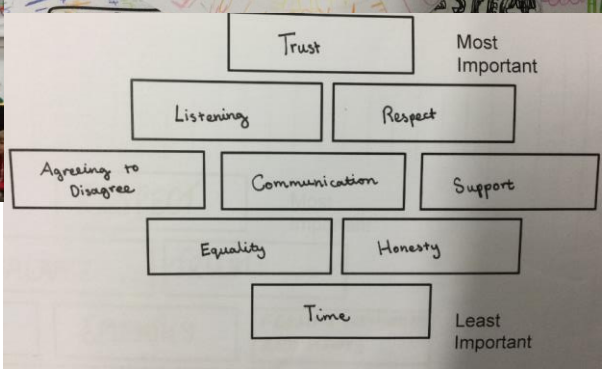 Trust
Most
Important
Listening
Respect
Agreeing to
Disagree
Communication
Support
Equality
Honesty
Time
Least
Important